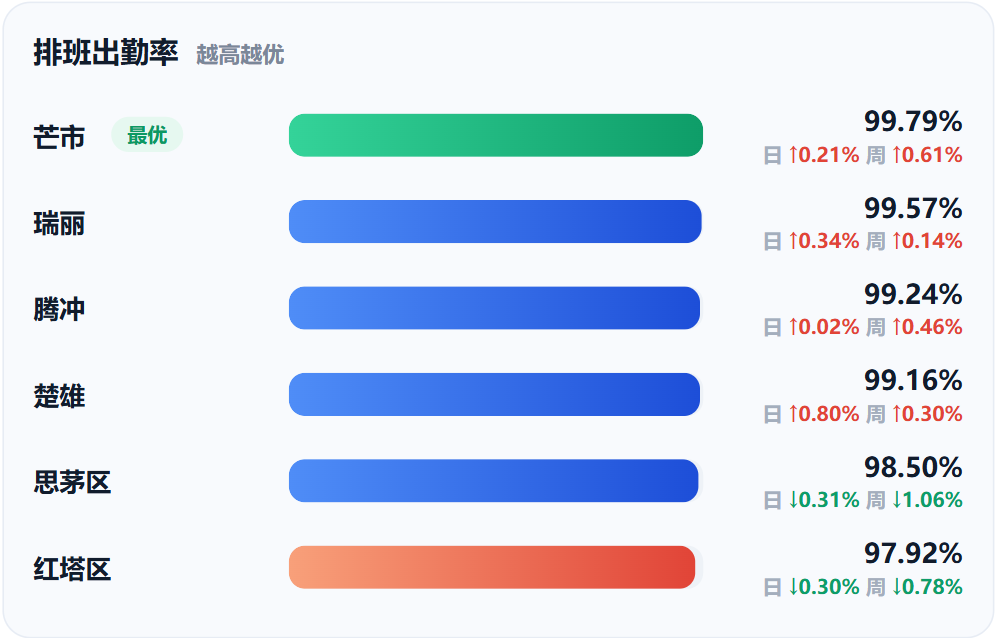 排班出勤率 越高越优
芒市 最优 99.79%
日 ↑0.21% 周 ↑0.61%
瑞丽 99.57%
日 ↑0.34% 周 ↑0.14%
腾冲 99.24%
日 ↑0.02% 周 ↑0.46%
楚雄 99.16%
日 ↑0.80% 周 ↑0.30%
思茅区 98.50%
日 ↓0.31% 周 ↓1.06%
红塔区 97.92%
日 ↓0.30% 周 ↓0.78%